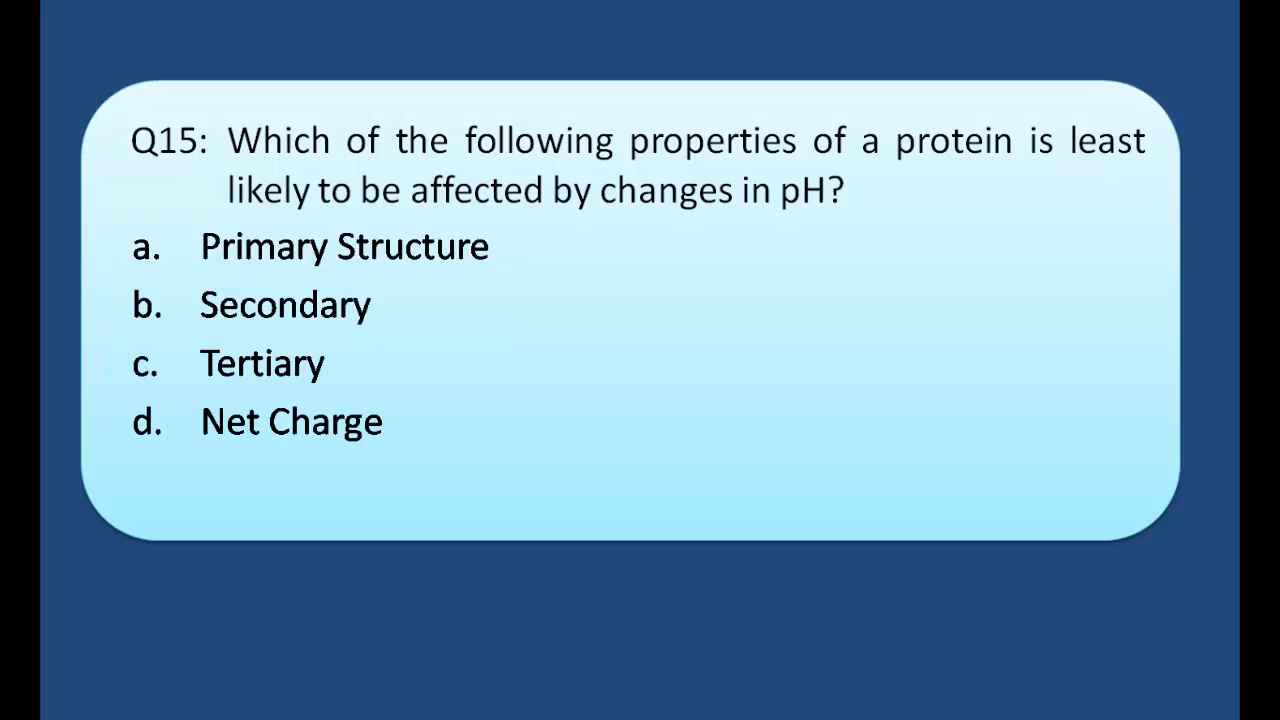 Q15: Which of the following properties of a protein is least
likely to be affected by changes in pH?
a. Primary Structure
b. Secondary
c. Tertiary
d. Net Charge